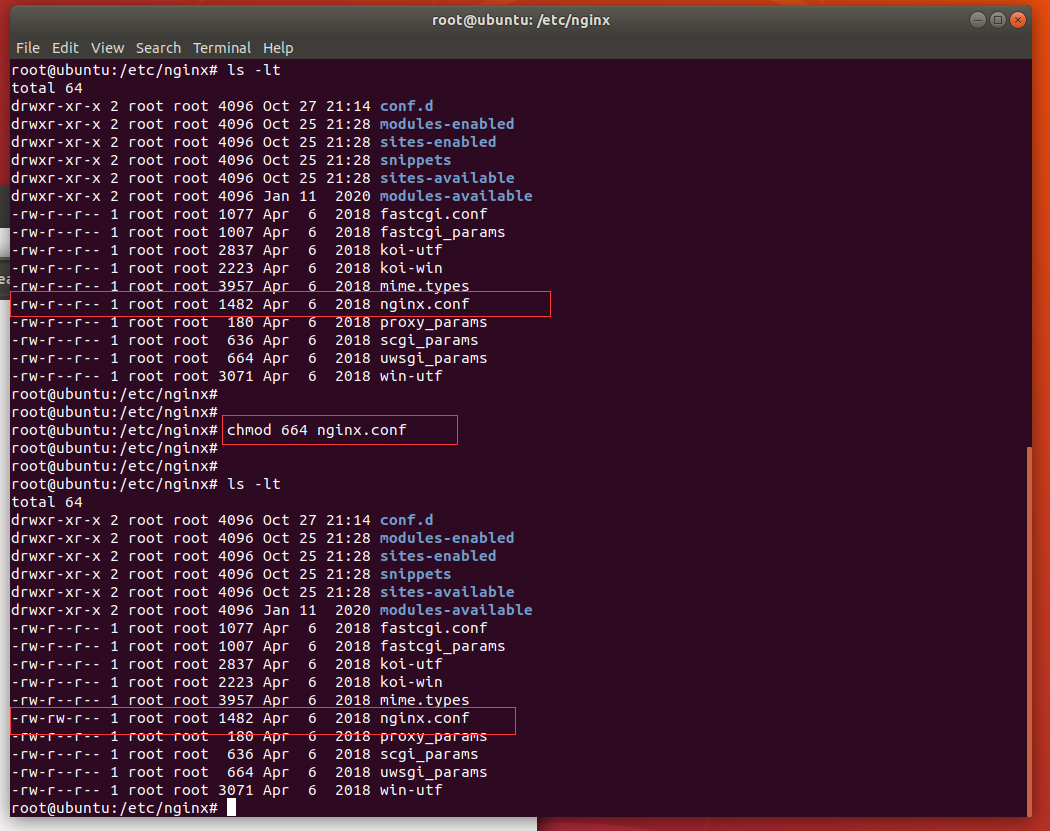 root@ubuntu: /etc/nginx
File Edit View Search Terminal Help
root@ubuntu:/etc/nginx# ls -lt
total 64
drwxr-xr-x 2 root root 4096 Oct 27 21:14 conf.d
drwxr-xr-x 2 root root 4096 Oct 25 21:28 modules-enabled
drwxr-xr-x 2 root root 4096 Oct 25 21:28 sites-enabled
drwxr-xr-x 2 root root 4096 Oct 25 21:28 snippets
drwxr-xr-x 2 root root 4096 Oct 25 21:28 sites-available
drwxr-xr-x 2 root root 4096 Jan 11  2020 modules-available
-rw-r--r-- 1 root root 1077 Apr  6  2018 fastcgi.conf
-rw-r--r-- 1 root root 1007 Apr  6  2018 fastcgi_params
-rw-r--r-- 1 root root 2837 Apr  6  2018 koi-utf
-rw-r--r-- 1 root root 2223 Apr  6  2018 koi-win
-rw-r--r-- 1 root root 3957 Apr  6  2018 mime.types
-rw-r--r-- 1 root root 1482 Apr  6  2018 nginx.conf
-rw-r--r-- 1 root root  180 Apr  6  2018 proxy_params
-rw-r--r-- 1 root root  636 Apr  6  2018 scgi_params
-rw-r--r-- 1 root root  664 Apr  6  2018 uwsgi_params
-rw-r--r-- 1 root root 3071 Apr  6  2018 win-utf
root@ubuntu:/etc/nginx#
root@ubuntu:/etc/nginx#
root@ubuntu:/etc/nginx# chmod 664 nginx.conf
root@ubuntu:/etc/nginx#
root@ubuntu:/etc/nginx#
root@ubuntu:/etc/nginx# ls -lt
total 64
drwxr-xr-x 2 root root 4096 Oct 27 21:14 conf.d
drwxr-xr-x 2 root root 4096 Oct 25 21:28 modules-enabled
drwxr-xr-x 2 root root 4096 Oct 25 21:28 sites-enabled
drwxr-xr-x 2 root root 4096 Oct 25 21:28 snippets
drwxr-xr-x 2 root root 4096 Oct 25 21:28 sites-available
drwxr-xr-x 2 root root 4096 Jan 11  2020 modules-available
-rw-r--r-- 1 root root 1077 Apr  6  2018 fastcgi.conf
-rw-r--r-- 1 root root 1007 Apr  6  2018 fastcgi_params
-rw-r--r-- 1 root root 2837 Apr  6  2018 koi-utf
-rw-r--r-- 1 root root 2223 Apr  6  2018 koi-win
-rw-r--r-- 1 root root 3957 Apr  6  2018 mime.types
-rw-rw-r-- 1 root root 1482 Apr  6  2018 nginx.conf
-rw-r--r-- 1 root root  180 Apr  6  2018 proxy_params
-rw-r--r-- 1 root root  636 Apr  6  2018 scgi_params
-rw-r--r-- 1 root root  664 Apr  6  2018 uwsgi_params
-rw-r--r-- 1 root root 3071 Apr  6  2018 win-utf
root@ubuntu:/etc/nginx#